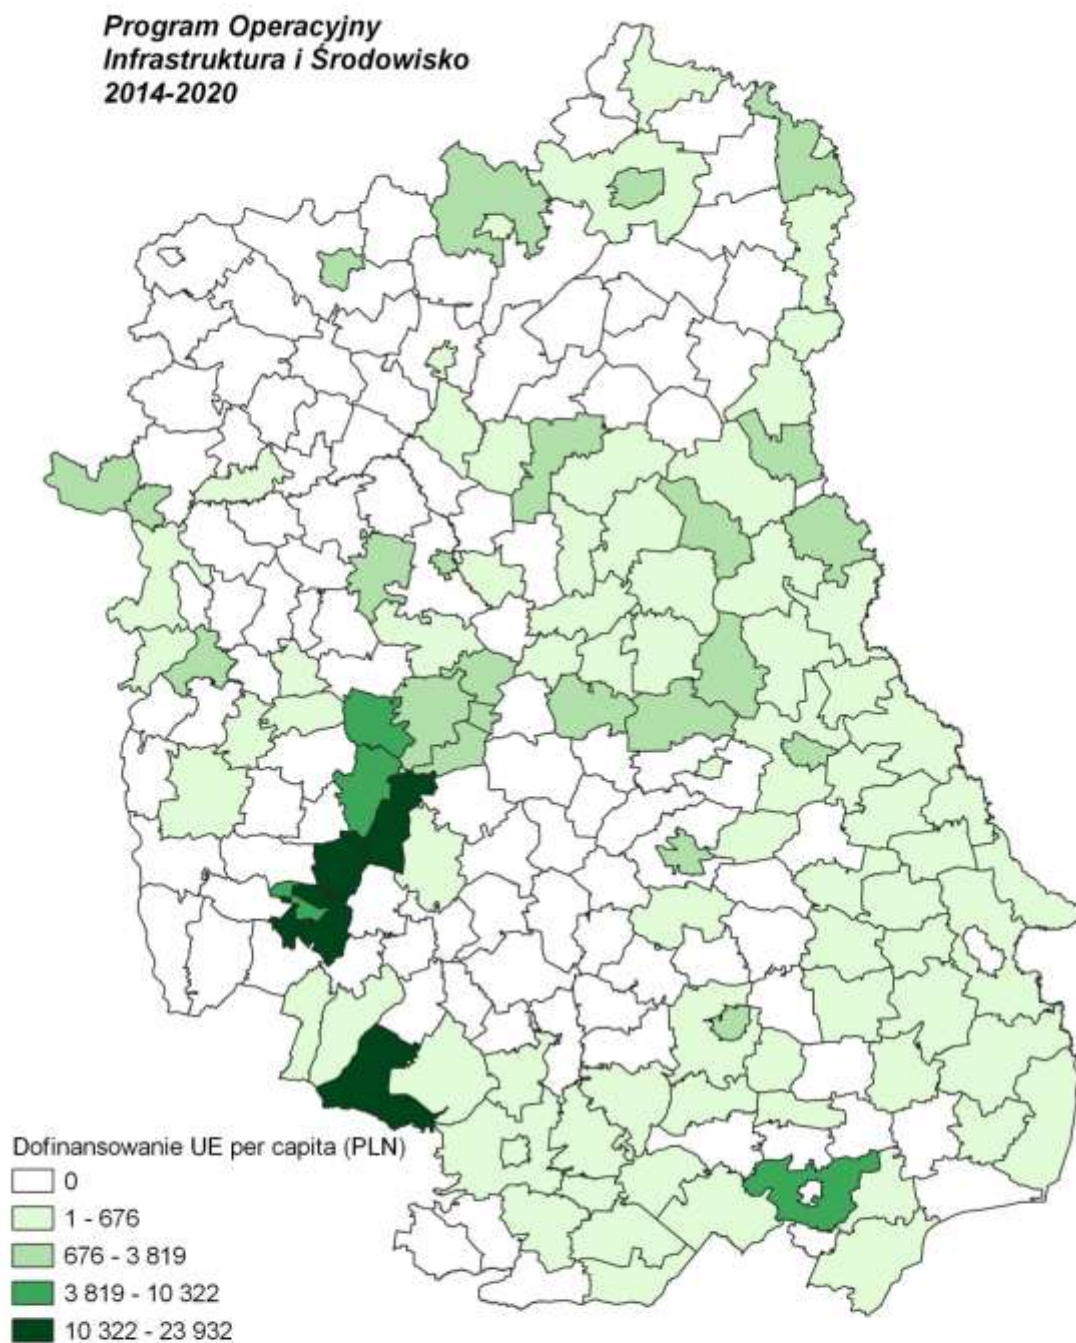 Program Operacyjny
Infrastruktura i Środowisko
2014-2020
Dofinansowanie UE per capita (PLN)
0
1 - 676
676 - 3 819
3 819 - 10 322
10 322 - 23 932